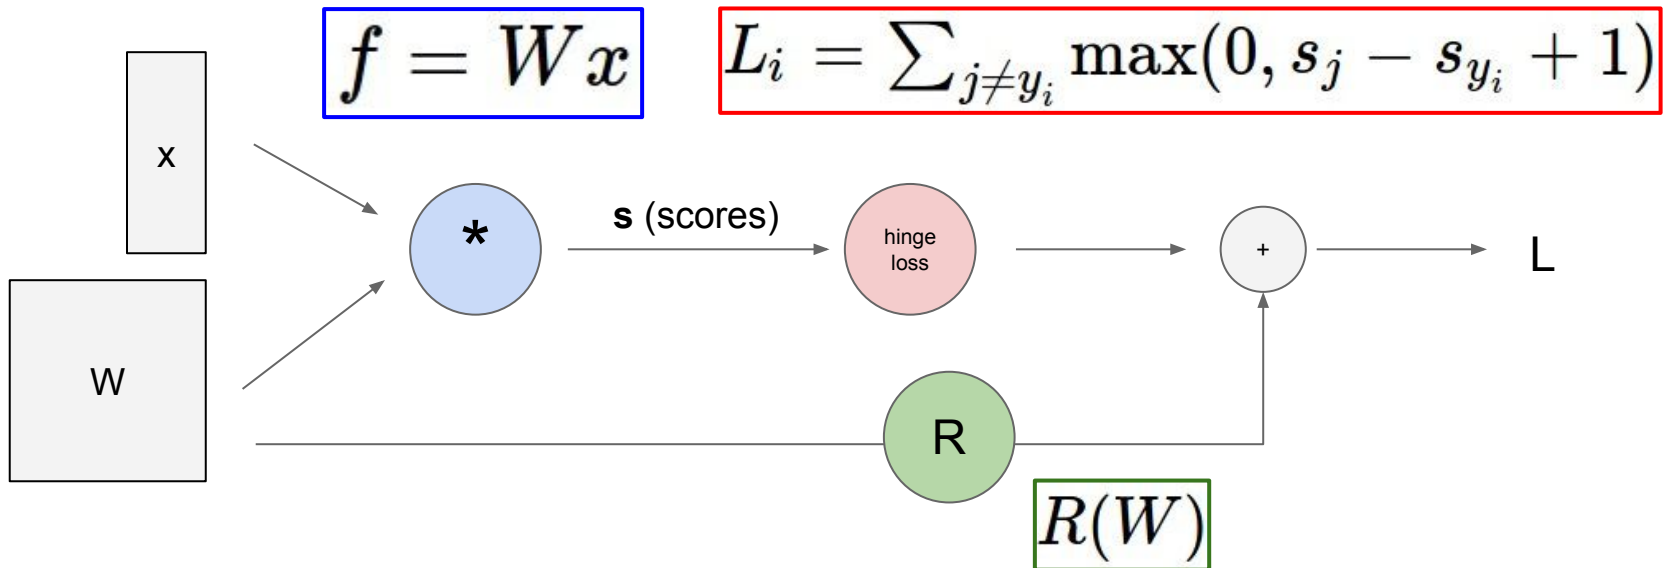 f = Wx
L_i = ∑_{j≠y_i} max(0, s_j − s_{y_i} + 1)
x
*
s (scores)
hinge
loss
+
L
W
R
R(W)